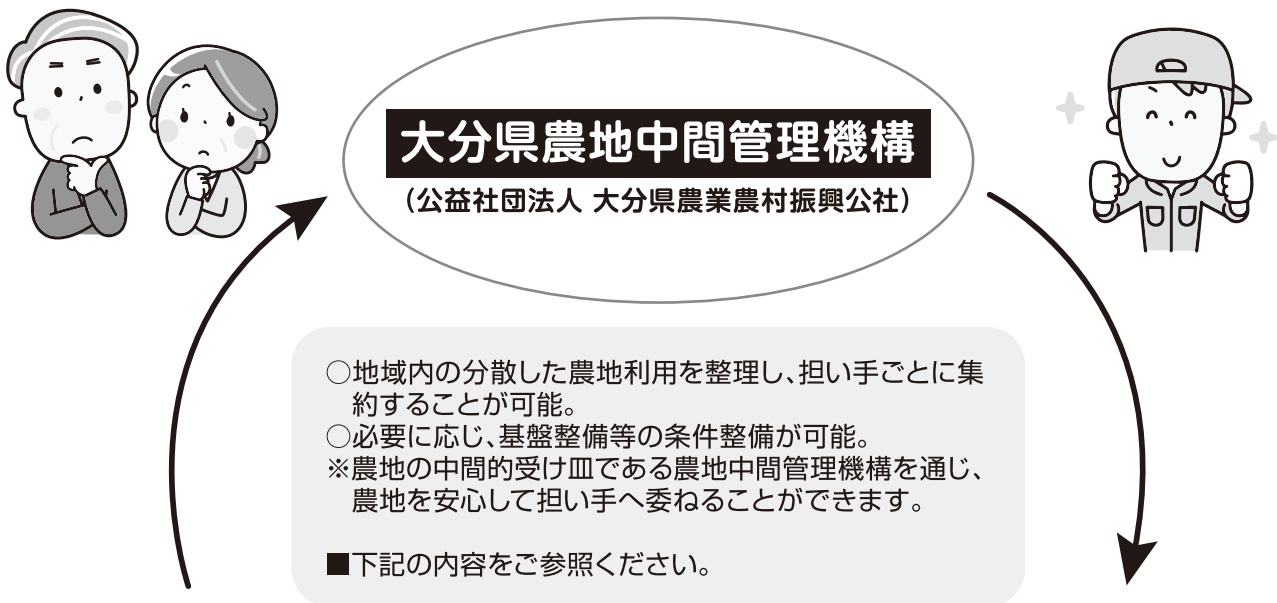 大分県農地中間管理機構
（公益社団法人 大分県農業農村振興公社）
○地域内の分散した農地利用を整理し、担い手ごとに集
約することが可能。
○必要に応じ、基盤整備等の条件整備が可能。
※農地の中間的受け皿である農地中間管理機構を通じ、
農地を安心して担い手へ委ねることができます。
■下記の内容をご参照ください。